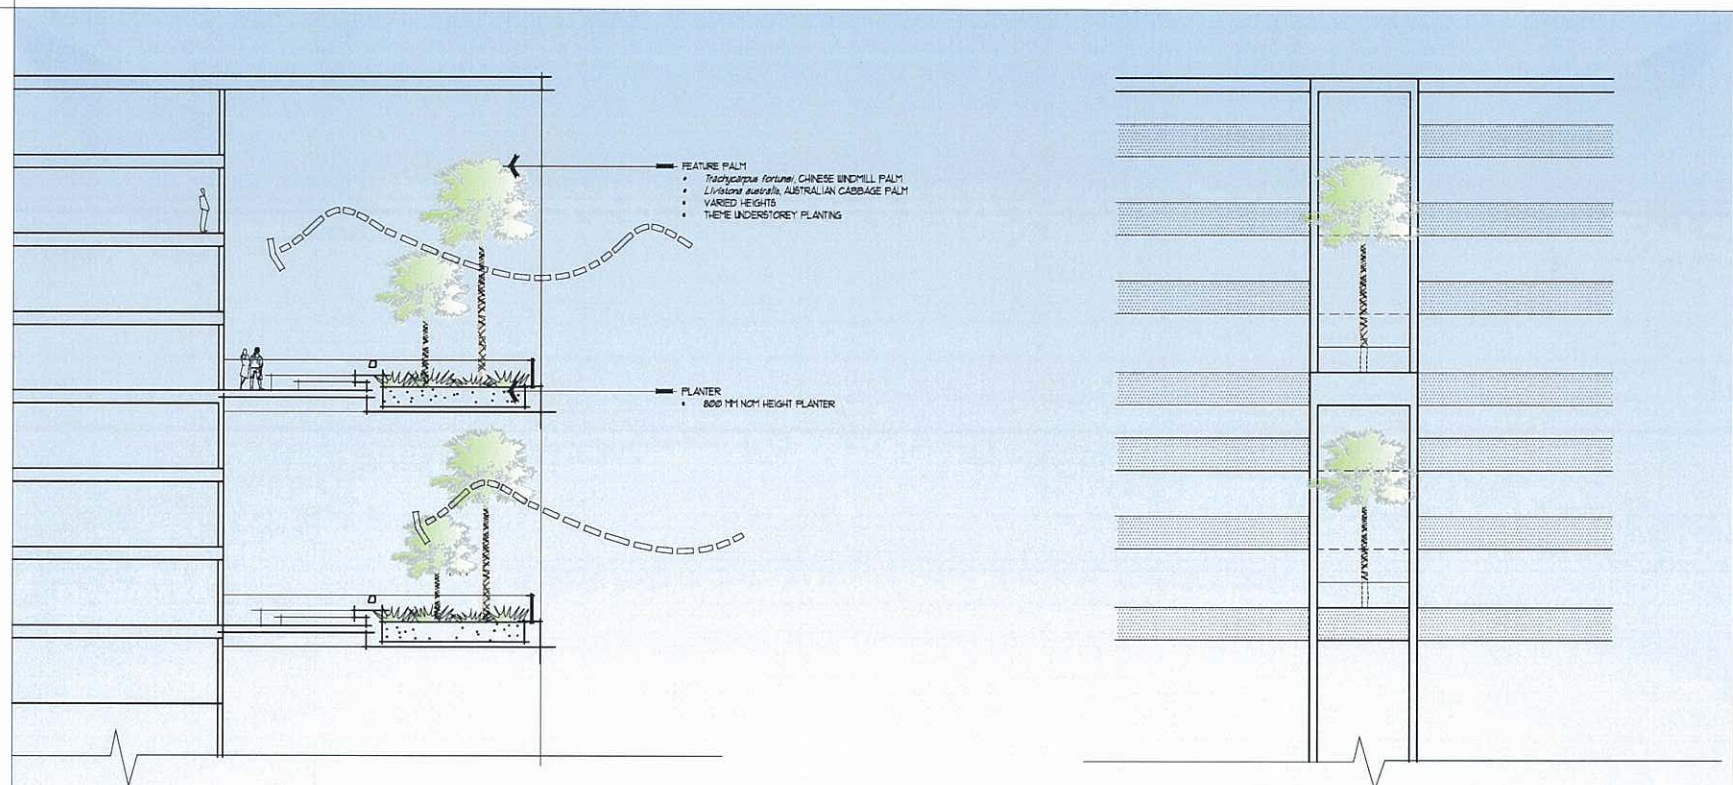 FEATURE PALM
• Trachycarpus fortunei, CHINESE WINDMILL PALM
• Livistona australis, AUSTRALIAN CABBAGE PALM
• VARIED HEIGHTS
• THEME UNDERSTOREY PLANTING
PLANTER
• 800 MM NOM HEIGHT PLANTER